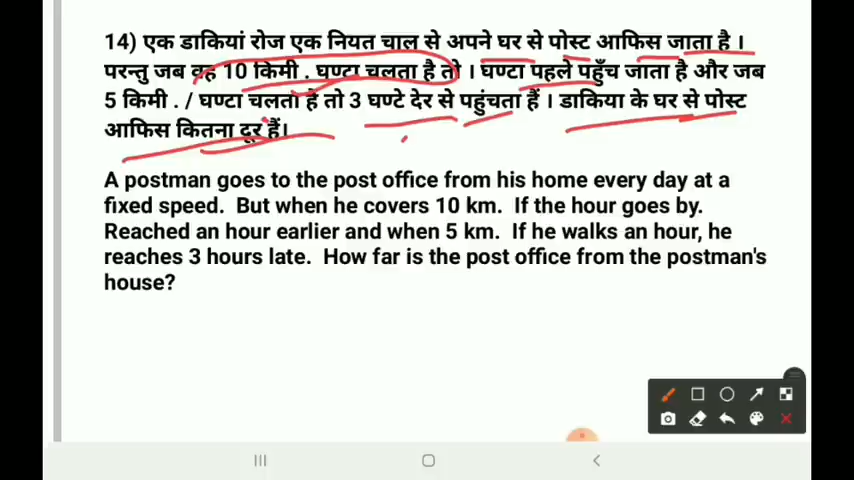 14) एक डाकियां रोज एक नियत चाल से अपने घर से पोस्ट आफिस जाता है ।
परन्तु जब वह 10 किमी . घण्टा चलता है तो । घण्टा पहले पहुँच जाता है और जब
5 किमी . / घण्टा चलता है तो 3 घण्टे देर से पहुंचता हैं । डाकिया के घर से पोस्ट
आफिस कितना दूर हैं।
A postman goes to the post office from his home every day at a
fixed speed. But when he covers 10 km. If the hour goes by.
Reached an hour earlier and when 5 km. If he walks an hour, he
reaches 3 hours late. How far is the post office from the postman's
house?